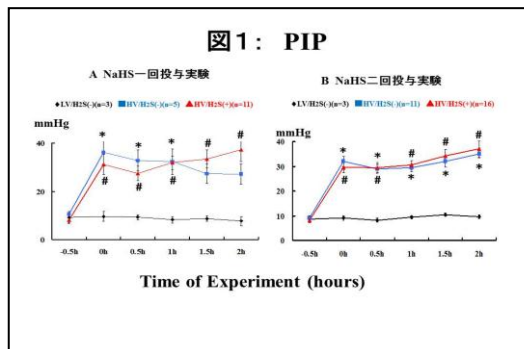 図1： PIP
A NaHS一回投与実験
B NaHS二回投与実験
LV/H2S(-)(n=3) HV/H2S(-)(n=5) HV/H2S(+)(n=11)
LV/H2S(-)(n=3) HV/H2S(-)(n=11) HV/H2S(+)(n=16)
mmHg
mmHg
40
20
0
40
30
20
10
0
* * * # #
# # #
* * # # #
# # * * *
-0.5h 0h 0.5h 1h 1.5h 2h
-0.5h 0h 0.5h 1h 1.5h 2h
Time of Experiment (hours)